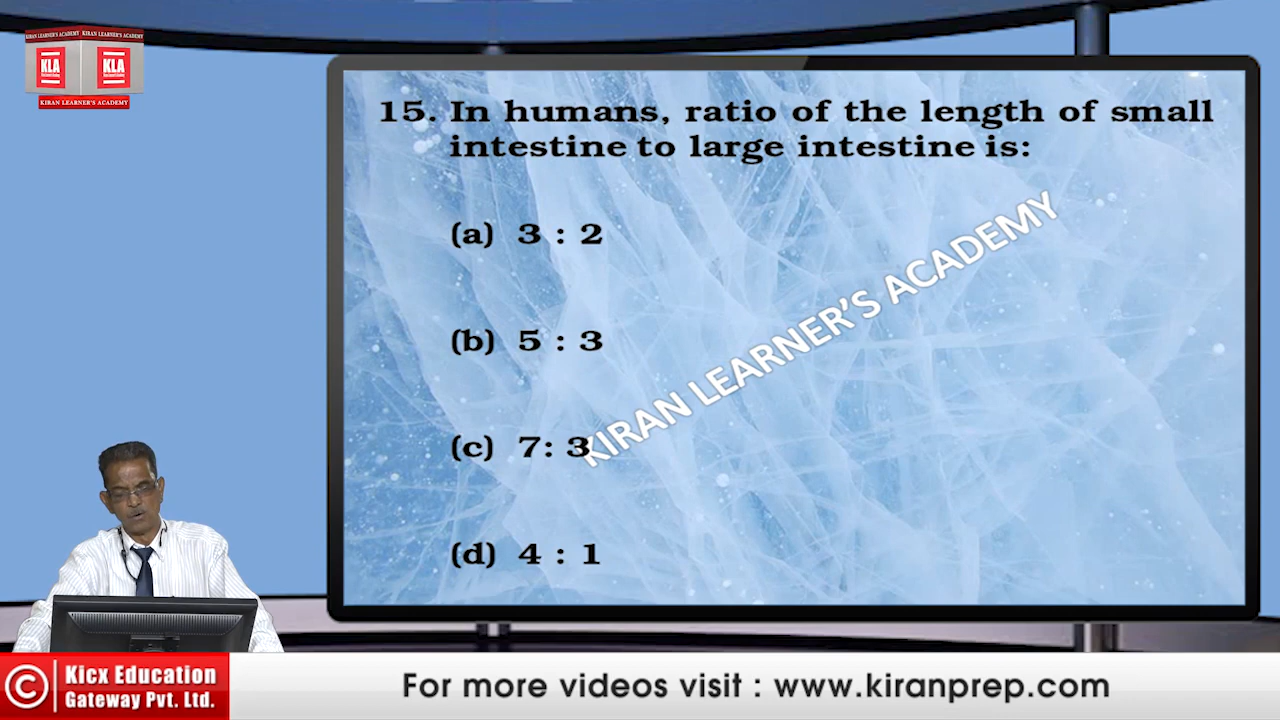 KIRAN LEARNER'S ACADEMY KIRAN LEARNER'S ACADEMY
KLA KLA
KIRAN LEARNER'S ACADEMY
15. In humans, ratio of the length of small
intestine to large intestine is:
(a) 3 : 2
(b) 5 : 3
(c) 7: 3
(d) 4 : 1
KIRAN LEARNER'S ACADEMY
© Kicx Education
Gateway Pvt. Ltd.
For more videos visit : www.kiranprep.com